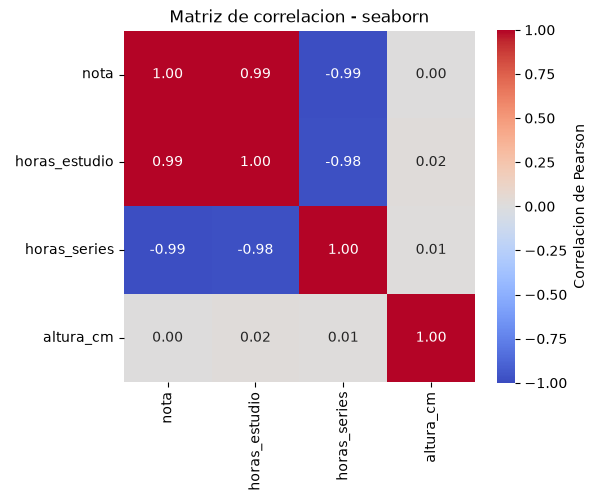 Matriz de correlacion - seaborn
nota 1.00 0.99 -0.99 0.00
horas_estudio 0.99 1.00 -0.98 0.02
horas_series -0.99 -0.98 1.00 0.01
altura_cm 0.00 0.02 0.01 1.00
nota
horas_estudio
horas_series
altura_cm
1.00
0.75
0.50
0.25
0.00
−0.25
−0.50
−0.75
−1.00
Correlacion de Pearson